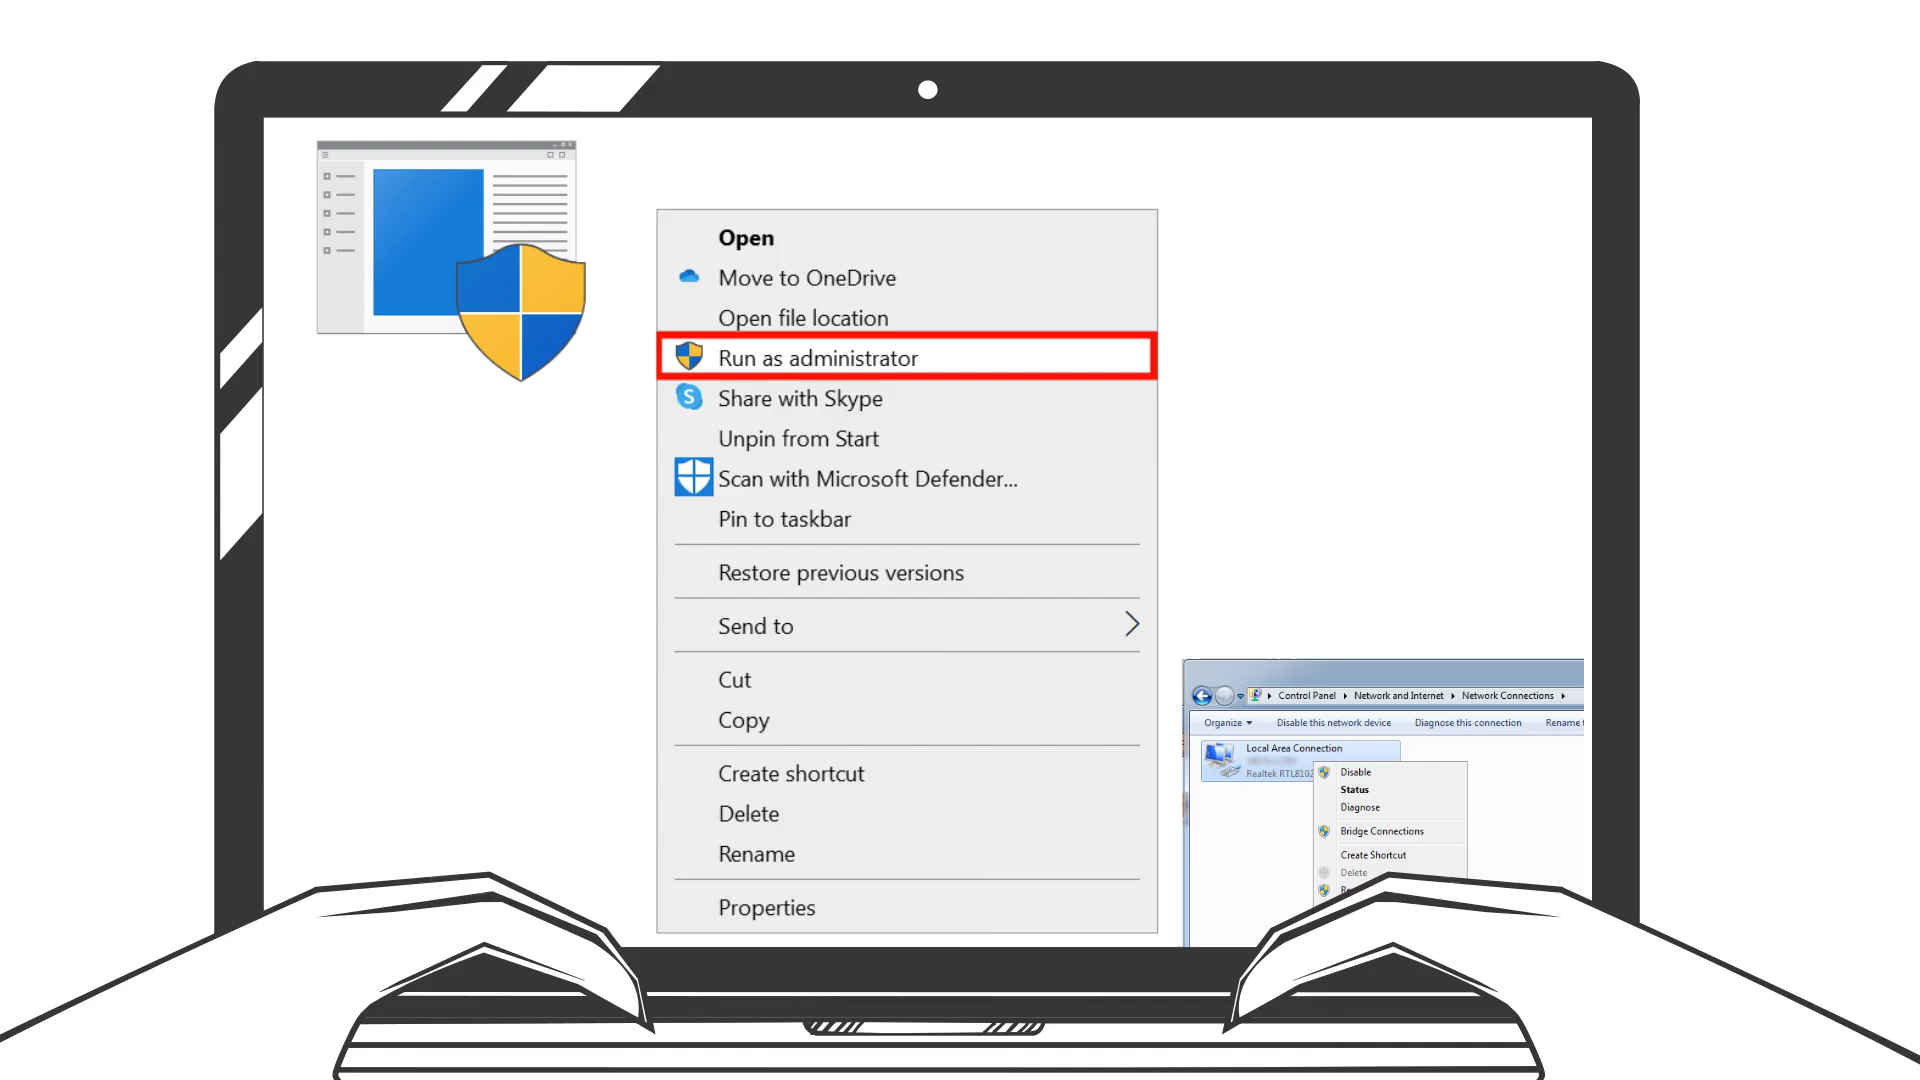 Open
Move to OneDrive
Open file location
Run as administrator
S Share with Skype
Unpin from Start
Scan with Microsoft Defender...
Pin to taskbar
Restore previous versions
Send to
Cut
Copy
Create shortcut
Delete
Rename
Properties
Control Panel Network and Internet Network Connections
Organize Disable this network device Diagnose this connection Rename
Local Area Connection
Realtek RTL8102
Disable
Status
Diagnose
Bridge Connections
Create Shortcut
Delete